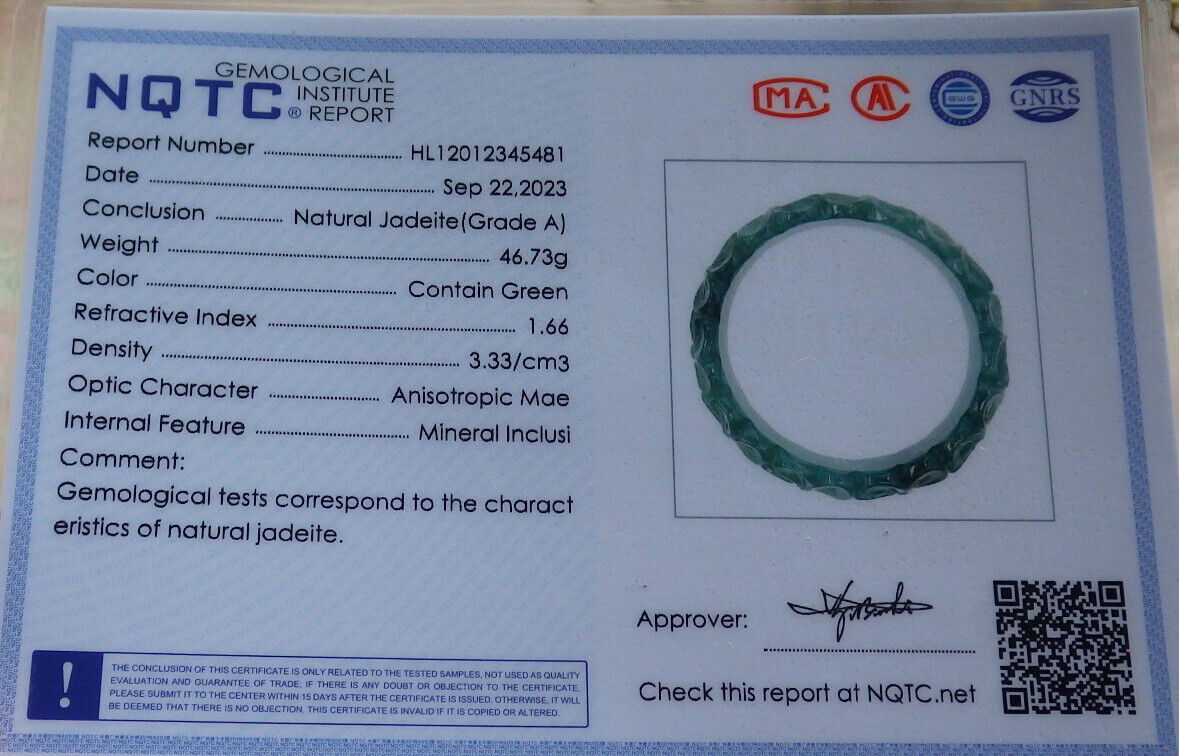 NQTC® GEMOLOGICAL
INSTITUTE
REPORT
Report Number HL12012345481
Date Sep 22,2023
Conclusion Natural Jadeite(Grade A)
Weight 46.73g
Color Contain Green
Refractive Index 1.66
Density 3.33/cm3
Optic Character Anisotropic Mae
Internal Feature Mineral Inclusi
Comment:
Gemological tests correspond to the charact
eristics of natural jadeite.
! THE CONCLUSION OF THIS CERTIFICATE IS ONLY RELATED TO THE TESTED SAMPLES, NOT USED AS QUALITY
EVALUATION AND GUARANTEE OF TRADE; IF THERE IS ANY DOUBT OR OBJECTION TO THE CERTIFICATE,
PLEASE SUBMIT IT TO THE CENTER WITHIN 15 DAYS AFTER THE CERTIFICATE IS ISSUED. OTHERWISE, IT WILL
BE DEEMED THAT THERE IS NO OBJECTION, THIS CERTIFICATE IS INVALID IF IT IS COPIED OR ALTERED.
MA GNRS
Approver:
Check this report at NQTC.net